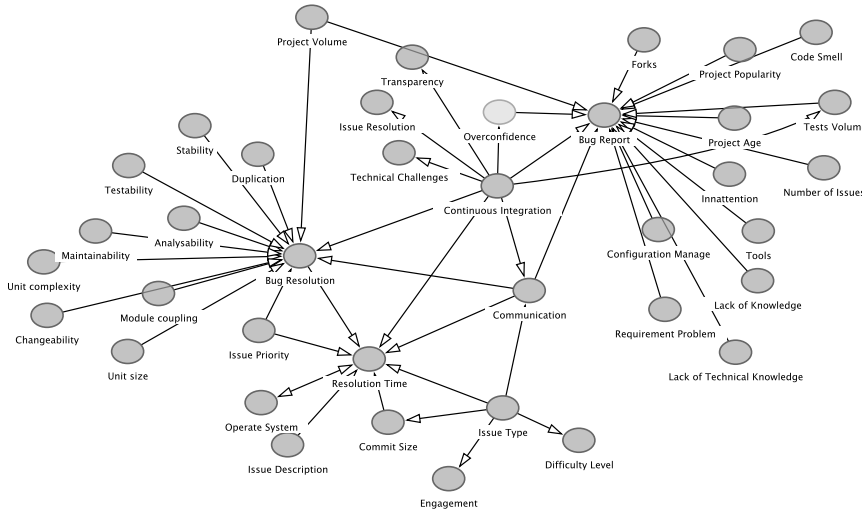 Project Volume
Forks
Code Smell
Project Popularity
Transparency
Issue Resolution
Overconfidence
Bug Report
Tests Volum
Project Age
Stability
Duplication
Technical Challenges
Testability
Innattention
Number of Issues
Continuous Integration
Analysability
Maintainability
Configuration Manage
Tools
Unit complexity
Bug Resolution
Lack of Knowledge
Module coupling
Communication
Changeability
Requirement Problem
Issue Priority
Unit size
Resolution Time
Lack of Technical Knowledge
Operate System
Commit Size
Issue Type
Issue Description
Difficulty Level
Engagement